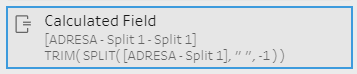 Calculated Field
[ADRESA - Split 1 - Split 1]
TRIM( SPLIT( [ADRESA - Split 1], " ", -1 ) )